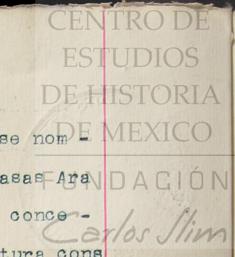 CENTRO DE
ESTUDIOS
DE HISTORIA
DE MEXICO
FUNDACIÓN
Carlos Slim
se nom -
asas Ara
conce -
tura cons